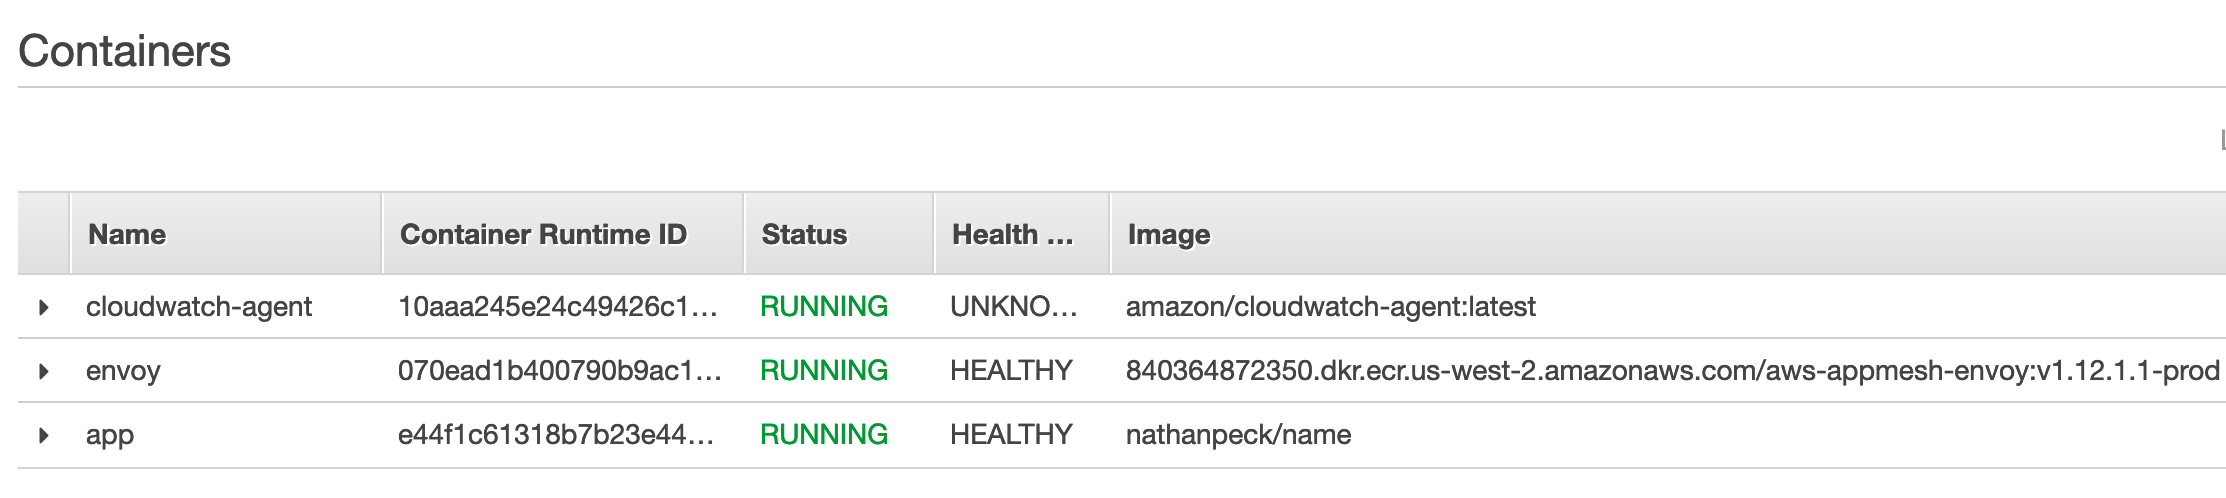 Containers
Name Container Runtime ID Status Health ... Image
cloudwatch-agent 10aaa245e24c49426c1... RUNNING UNKNO... amazon/cloudwatch-agent:latest
envoy 070ead1b400790b9ac1... RUNNING HEALTHY 840364872350.dkr.ecr.us-west-2.amazonaws.com/aws-appmesh-envoy:v1.12.1.1-prod
app e44f1c61318b7b23e44... RUNNING HEALTHY nathanpeck/name